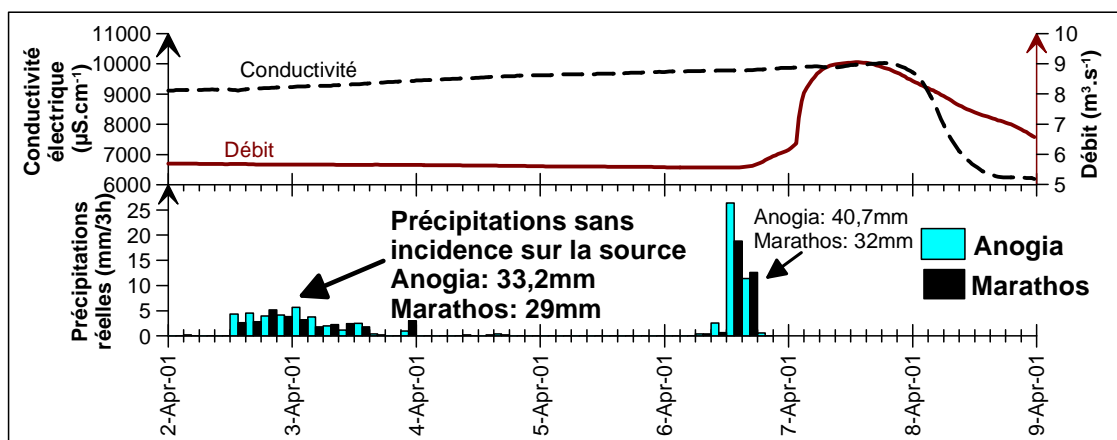 11000
10000
9000
8000
7000
6000
Conductivité
électrique
(µS.cm⁻¹)
Conductivité
Débit
10
9
8
7
6
5
Débit (m³.s⁻¹)
25
20
15
10
5
0
Précipitations
réelles (mm/3h)
Précipitations sans
incidence sur la source
Anogia: 33,2mm
Marathos: 29mm
Anogia: 40,7mm
Marathos: 32mm
Anogia
Marathos
2-Apr-01
3-Apr-01
4-Apr-01
5-Apr-01
6-Apr-01
7-Apr-01
8-Apr-01
9-Apr-01